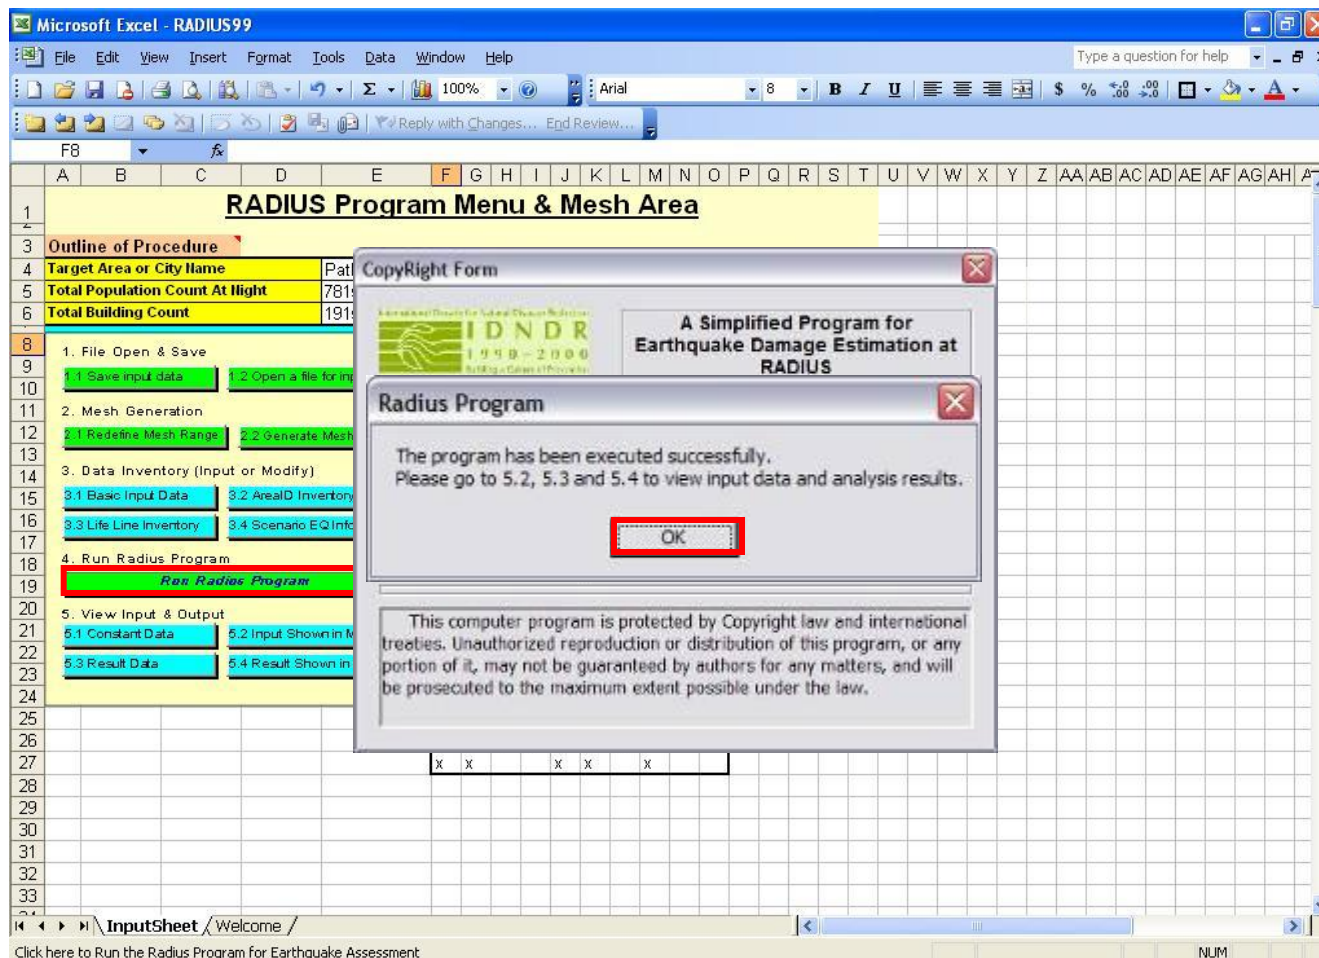 Microsoft Excel - RADIUS99
File Edit View Insert Format Tools Data Window Help Type a question for help
100% Arial 8 B I U $ %
Reply with Changes... End Review...
F8 fx
A B C D E F G H I J K L M N O P Q R S T U V W X Y Z AA AB AC AD AE AF AG AH
1 RADIUS Program Menu & Mesh Area
3 Outline of Procedure
4 Target Area or City Name
5 Total Population Count At Night
6 Total Building Count
8 1. File Open & Save
9
10 1.1 Save input data 1.2 Open a file for
11 2. Mesh Generation
12 2.1 Redefine Mesh Range 2.2 Generate Mesh
13
14 3. Data Inventory (Input or Modify)
15 3.1 Basic Input Data 3.2 AreaID Inventory
16 3.3 Life Line Inventory 3.4 Scenario EQ Info
17
18 4. Run Radius Program
19 Run Radius Program
20 5. View Input & Output
21 5.1 Constant Data 5.2 Input Shown in
22
23 5.3 Result Data 5.4 Result Shown in
24
25
26
27 x x x x x
28
29
30
31
32
33
CopyRight Form
I D N D R
1990-2000
A Simplified Program for
Earthquake Damage Estimation at
RADIUS
Radius Program
The program has been executed successfully.
Please go to 5.2, 5.3 and 5.4 to view input data and analysis results.
OK
This computer program is protected by Copyright law and international
treaties. Unauthorized reproduction or distribution of this program, or any
portion of it, may not be guaranteed by authors for any matters, and will
be prosecuted to the maximum extent possible under the law.
InputSheet Welcome
Click here to Run the Radius Program for Earthquake Assessment NUM